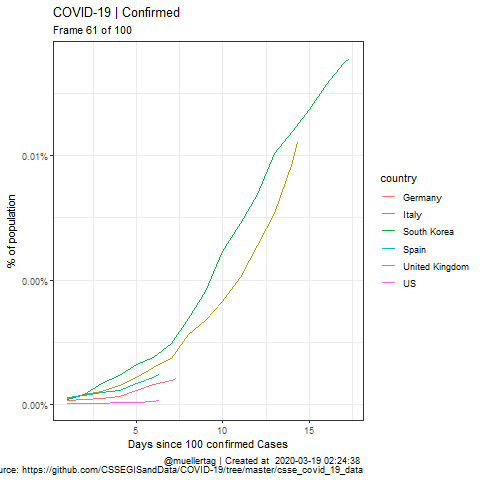 COVID-19 | Confirmed
Frame 61 of 100
% of population
0.01%
0.00%
0.00%
5
10
15
Days since 100 confirmed Cases
country
Germany
Italy
South Korea
Spain
United Kingdom
US
@muellertag | Created at 2020-03-19 02:24:38
urce: https://github.com/CSSEGISandData/COVID-19/tree/master/csse_covid_19_data